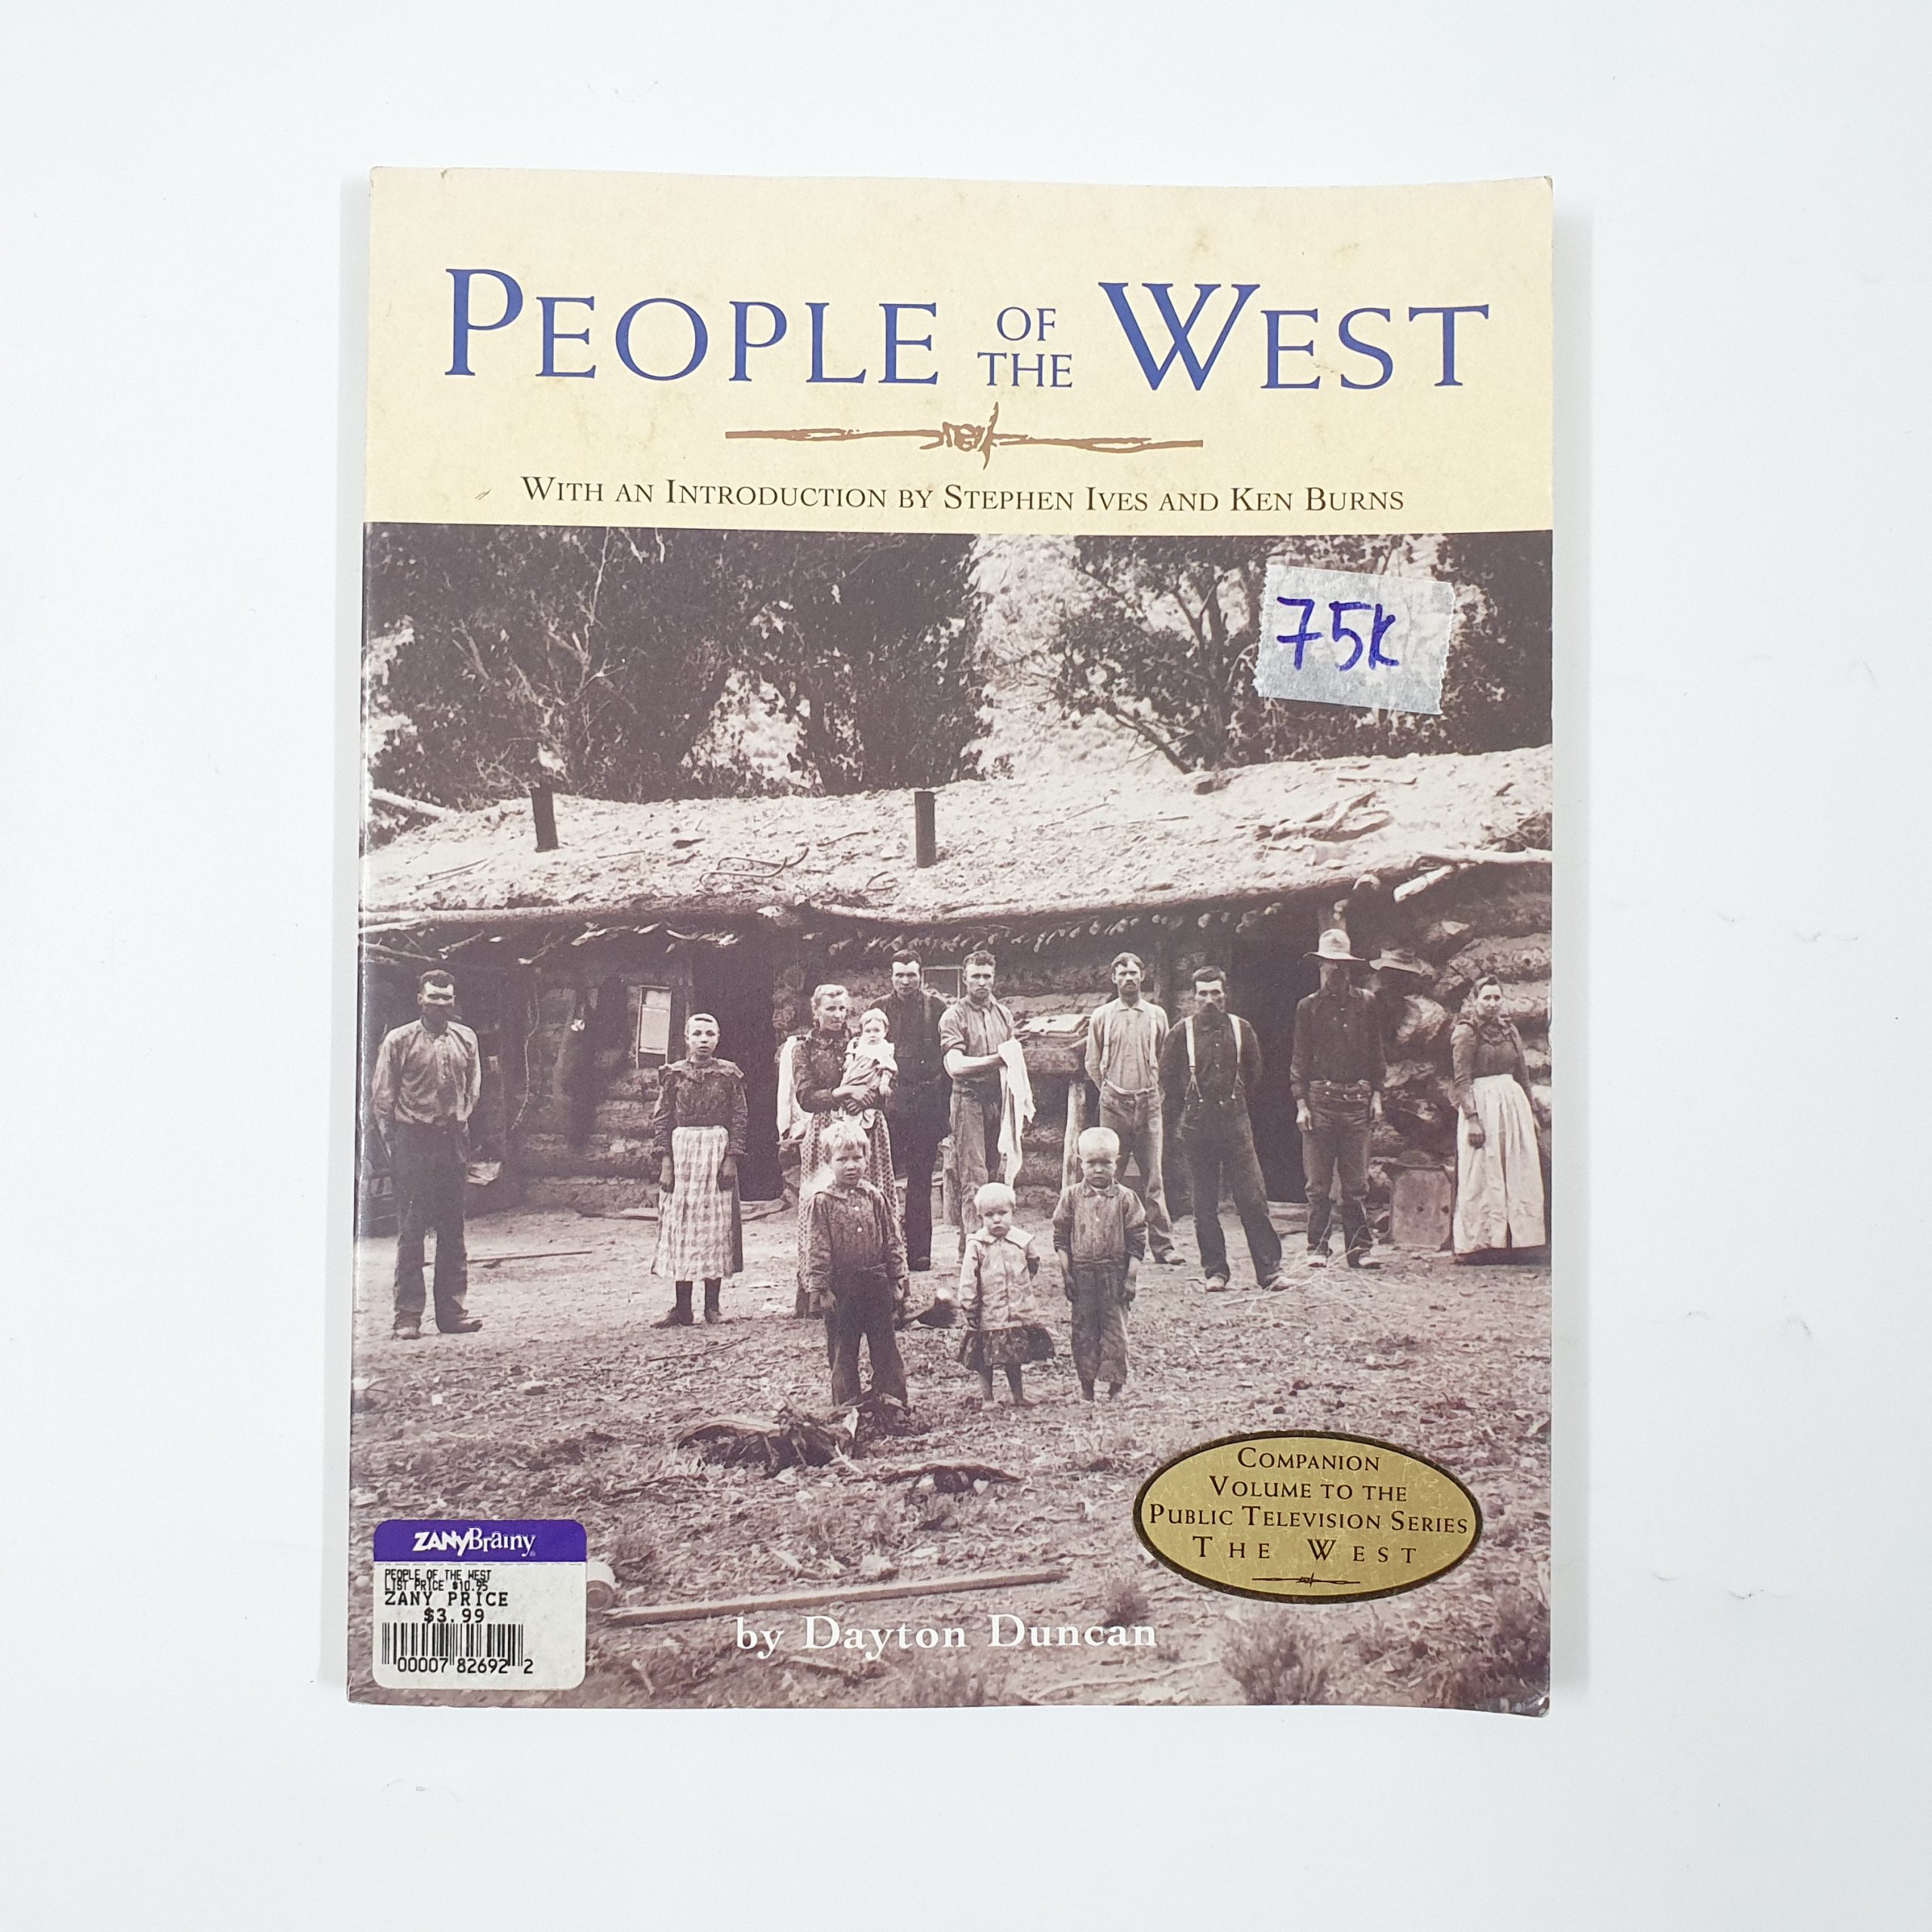 PEOPLE OF THE WEST
WITH AN INTRODUCTION BY STEPHEN IVES AND KEN BURNS
75K
COMPANION
VOLUME TO THE
PUBLIC TELEVISION SERIES
THE WEST
ZANYBrainy
PEOPLE OF THE WEST
LIST PRICE $10.95
ZANY PRICE
$3.99
00007 82692 2
by Dayton Duncan